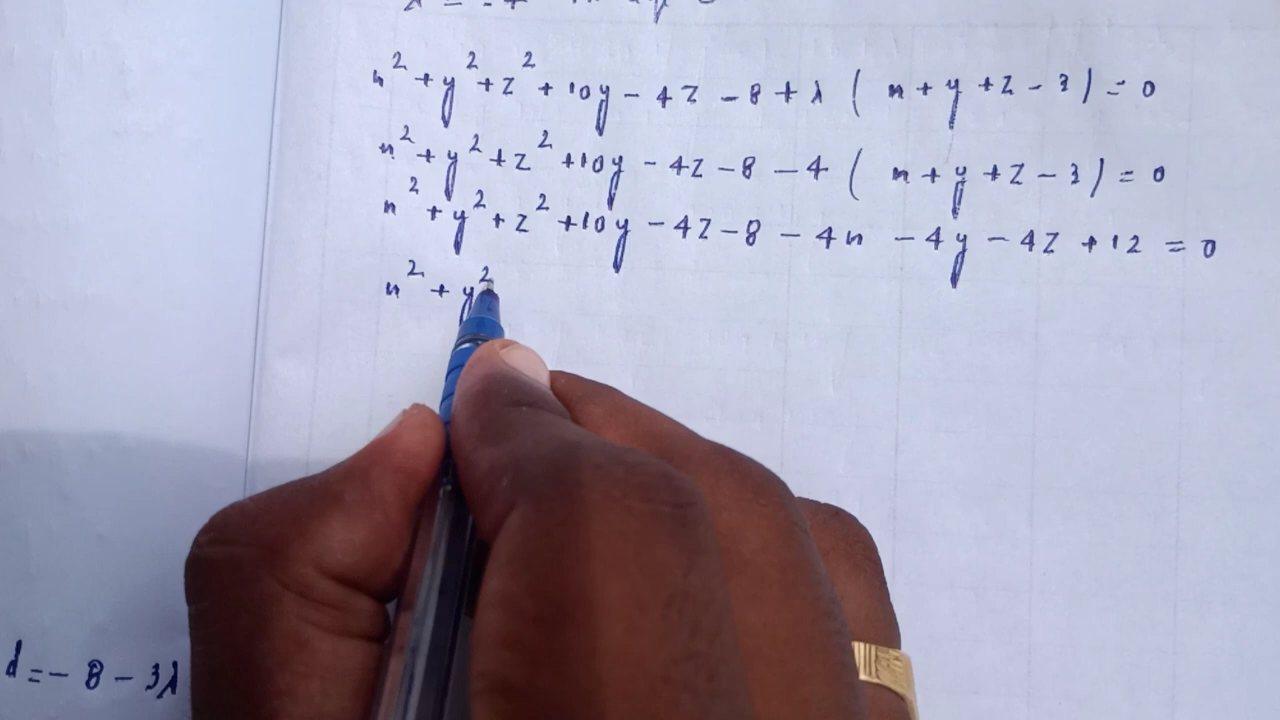 x² + y² + z² + 10y - 4z - 8 + λ ( x + y + z - 3 ) = 0
x² + y² + z² + 10y - 4z - 8 - 4 ( x + y + z - 3 ) = 0
x² + y² + z² + 10y - 4z - 8 - 4x - 4y - 4z + 12 = 0
x² + y²
d = - 8 - 3λ